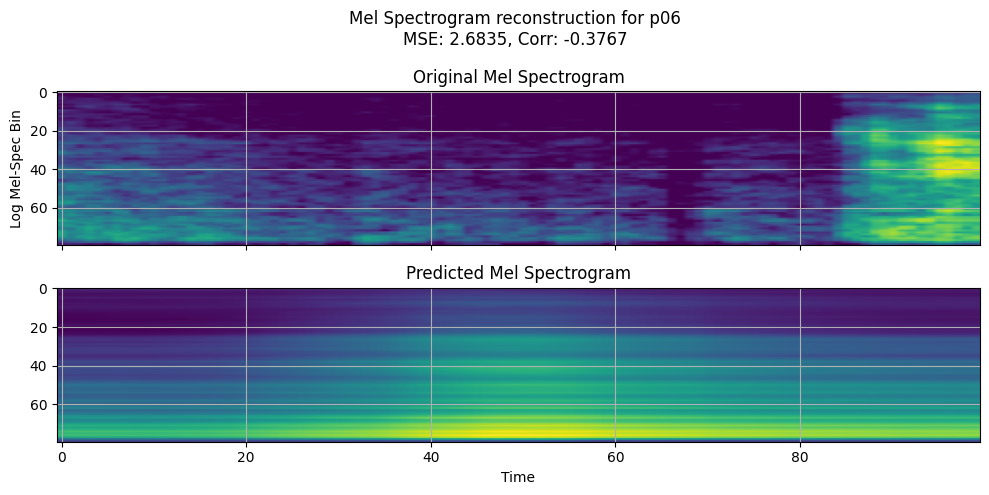 Mel Spectrogram reconstruction for p06
MSE: 2.6835, Corr: -0.3767
Original Mel Spectrogram
0
20
40
60
Log Mel-Spec Bin
Predicted Mel Spectrogram
0
20
40
60
0 20 40 60 80
Time